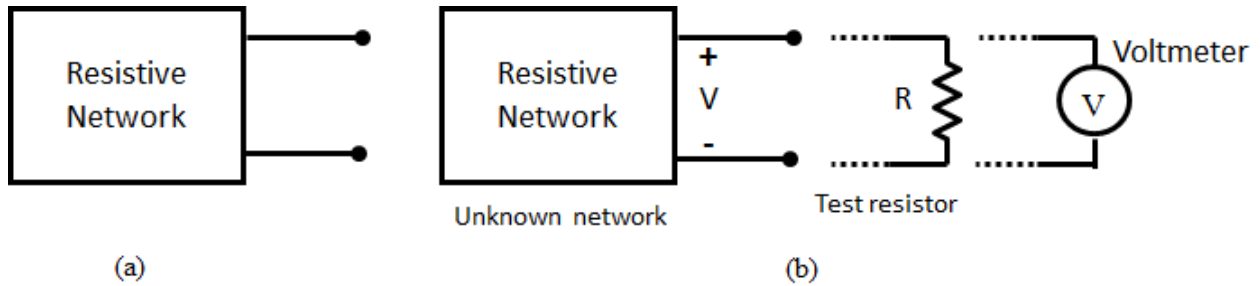 Resistive
Network
(a)
Resistive
Network
+
V
-
Unknown network
R
Test resistor
Voltmeter
V
(b)